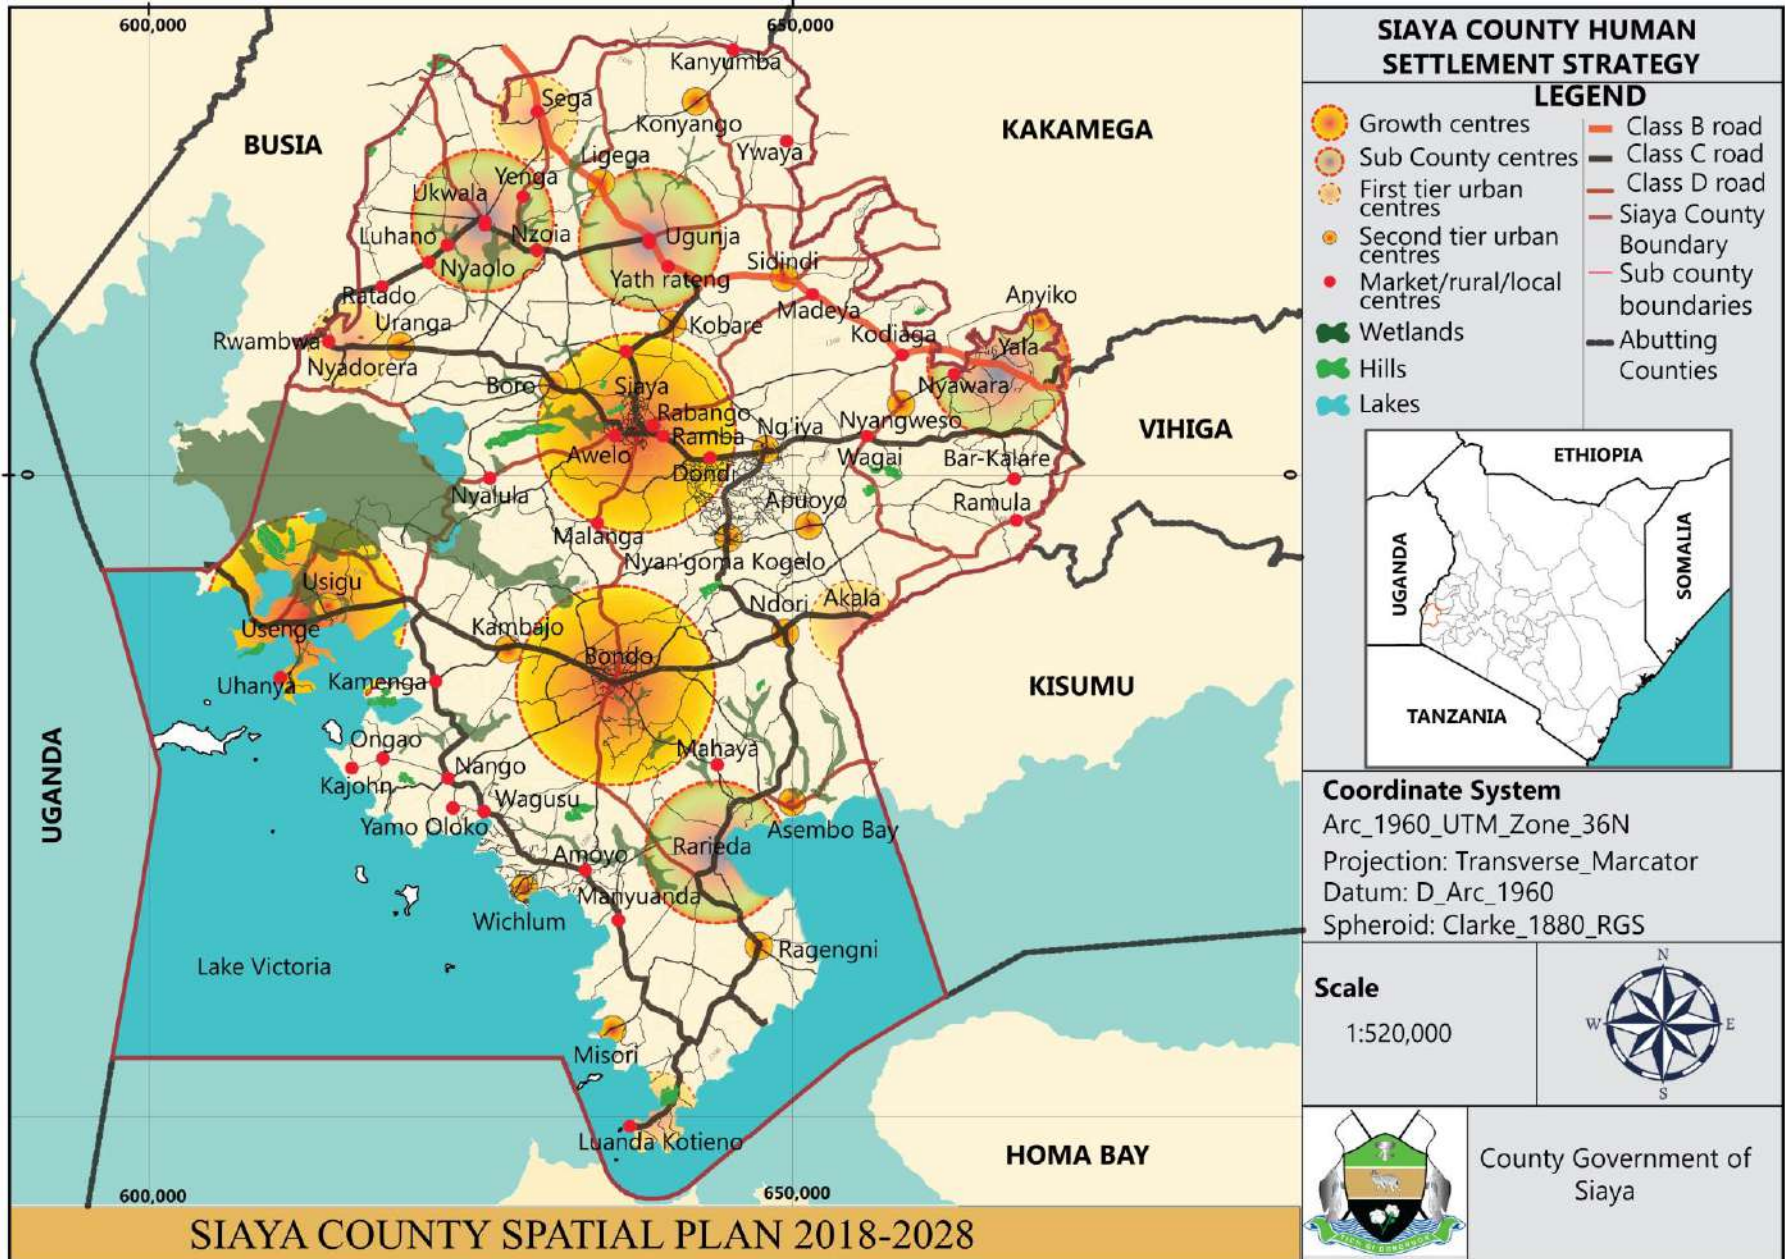 600,000
650,000
Kanyumba
Sega
Konyango
BUSIA
KAKAMEGA
Ywaya
Ligega
Yenga
Ukwala
Luhano
Nzoia
Ugunja
Nyaolo
Sidindi
Yath rateng
Ratado
Madeya
Anyiko
Uranga
Kobare
Kodiaga
Rwambwa
Yala
Nyadorera
Boro
Siaya
Nyawara
Rabango
Ng'iya
Nyangweso
Ramba
VIHIGA
Awelo
Wagai
Bar-Kalare
0
Dondi
0
Nyalula
Apuoyo
Ramula
Malanga
Nyan'goma Kogelo
Usigu
Ndori
Akala
Usenge
Kambajo
Bondo
Uhanya
Kamenga
KISUMU
UGANDA
Ongao
Mahaya
Kajohn
Nango
Wagusu
Yamo Oloko
Asembo Bay
Rarieda
Amoyo
Manyuanda
Wichlum
Ragengni
Lake Victoria
Misori
Luanda Kotieno
HOMA BAY
600,000
650,000
SIAYA COUNTY SPATIAL PLAN 2018-2028
SIAYA COUNTY HUMAN
SETTLEMENT STRATEGY
LEGEND
Growth centres
Sub County centres
First tier urban
centres
Second tier urban
centres
Market/rural/local
centres
Wetlands
Hills
Lakes
Class B road
Class C road
Class D road
Siaya County
Boundary
Sub county
boundaries
Abutting
Counties
ETHIOPIA
UGANDA
SOMALIA
TANZANIA
Coordinate System
Arc_1960_UTM_Zone_36N
Projection: Transverse_Marcator
Datum: D_Arc_1960
Spheroid: Clarke_1880_RGS
Scale
1:520,000
N
W
E
S
County Government of
Siaya